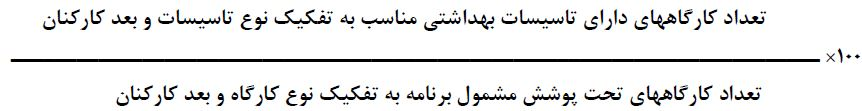 تعداد کارگاههای دارای تاسیسات بهداشتی مناسب به تفکیک نوع تاسیسات و بعد کارکنان
×۱۰۰
تعداد کارگاههای تحت پوشش مشمول برنامه به تفکیک نوع کارگاه و بعد کارکنان